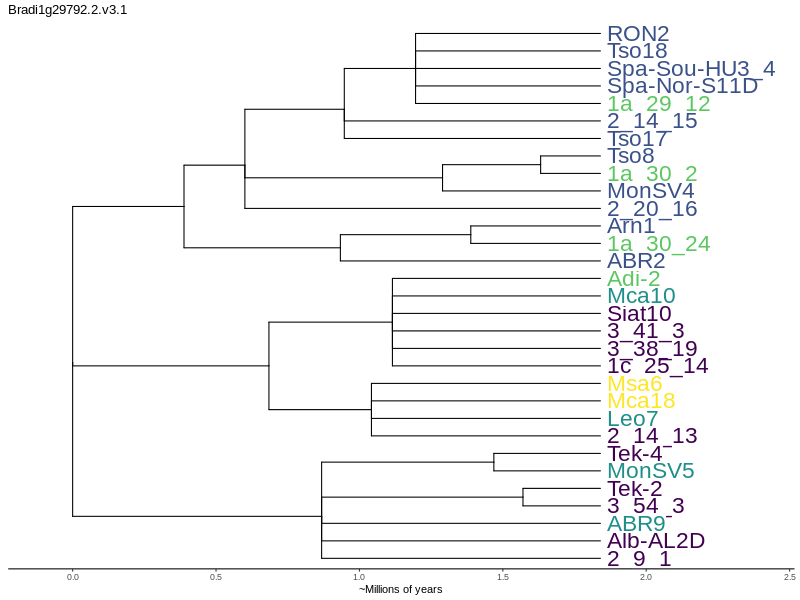 Bradi1g29792.2.v3.1
RON2
Tso18
Spa-Sou-HU3_4
Spa-Nor-S11D
1a_29_12
2_14_15
Tso17
Tso8
1a_30_2
MonSV4
2_20_16
Arn1
1a_30_24
ABR2
Adi-2
Mca10
Siat10
3_41_3
3_38_19
1c_25_14
Msa6
Mca18
Leo7
2_14_13
Tek-4
MonSV5
Tek-2
3_54_3
ABR9
Alb-AL2D
2_9_1
0.0 0.5 1.0 1.5 2.0 2.5
~Millions of years